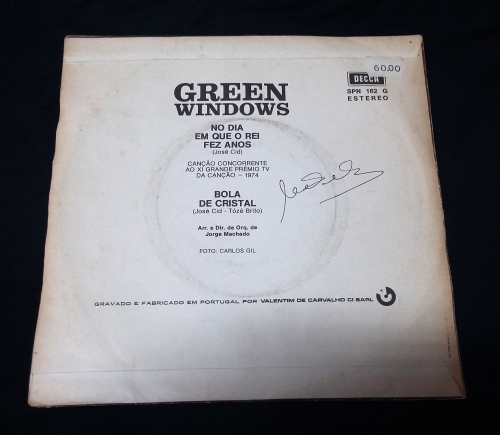 60.00
DECCA
SPN 162 G
ESTEREO
GREEN
WINDOWS
NO DIA
EM QUE O REI
FEZ ANOS
(José Cid)
CANÇÃO CONCORRENTE
AO XI GRANDE PRÉMIO TV
DA CANÇÃO - 1974
BOLA
DE CRISTAL
(José Cid - Tózé Brito)
Arr. e Dir. de Orq. de
Jorge Machado
FOTO: CARLOS GIL
GRAVADO E FABRICADO EM PORTUGAL POR VALENTIM DE CARVALHO CI SARL